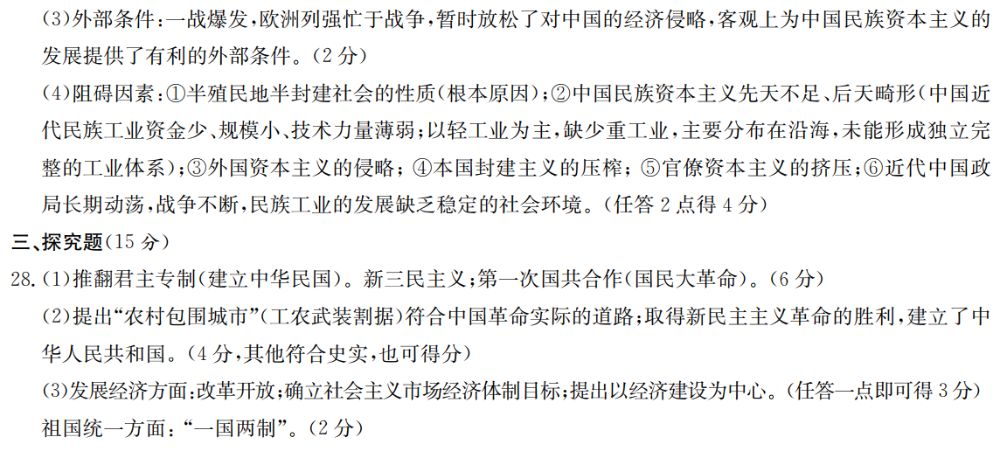 (3)外部条件:一战爆发,欧洲列强忙于战争,暂时放松了对中国的经济侵略,客观上为中国民族资本主义的
发展提供了有利的外部条件。(2分)
(4)阻碍因素:①半殖民地半封建社会的性质(根本原因);②中国民族资本主义先天不足、后天畸形(中国近
代民族工业资金少、规模小、技术力量薄弱;以轻工业为主,缺少重工业,主要分布在沿海,未能形成独立完
整的工业体系);③外国资本主义的侵略; ④本国封建主义的压榨; ⑤官僚资本主义的挤压;⑥近代中国政
局长期动荡,战争不断,民族工业的发展缺乏稳定的社会环境。(任答2点得4分)
三、探究题(15分)
28. (1)推翻君主专制(建立中华民国)。新三民主义;第一次国共合作(国民大革命)。(6分)
(2)提出“农村包围城市”(工农武装割据)符合中国革命实际的道路;取得新民主主义革命的胜利,建立了中
华人民共和国。(4分,其他符合史实,也可得分)
(3)发展经济方面:改革开放;确立社会主义市场经济体制目标;提出以经济建设为中心。(任答一点即可得3分)
祖国统一方面:“一国两制”。(2分)